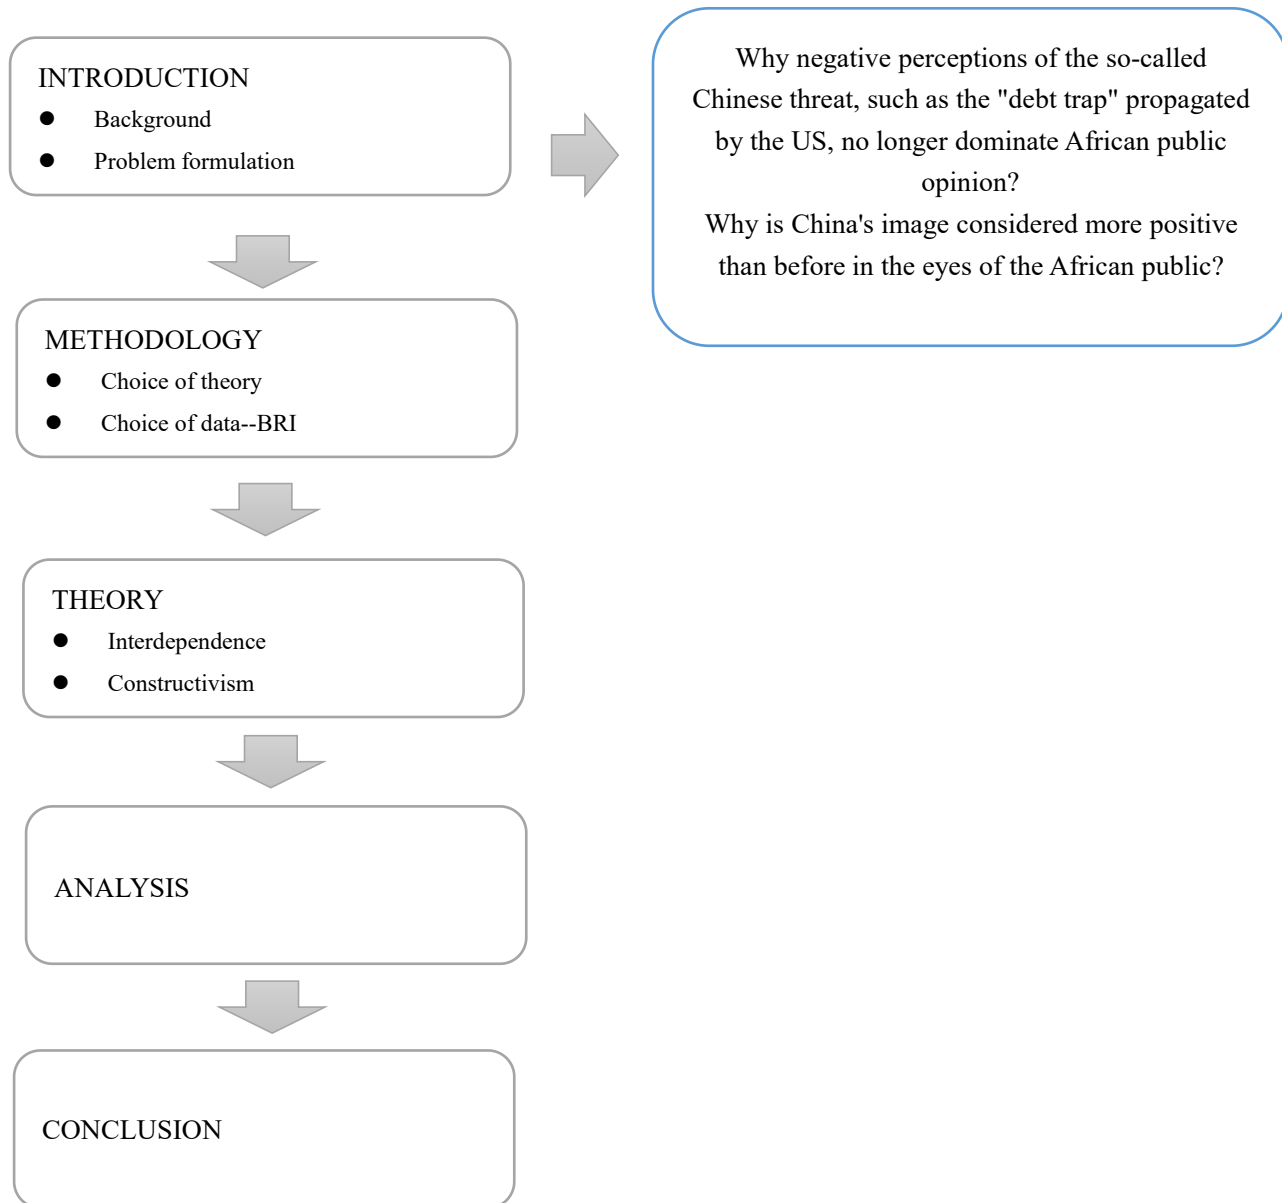 INTRODUCTION
● Background
● Problem formulation
Why negative perceptions of the so-called
Chinese threat, such as the "debt trap" propagated
by the US, no longer dominate African public
opinion?
Why is China's image considered more positive
than before in the eyes of the African public?
METHODOLOGY
● Choice of theory
● Choice of data--BRI
THEORY
● Interdependence
● Constructivism
ANALYSIS
CONCLUSION